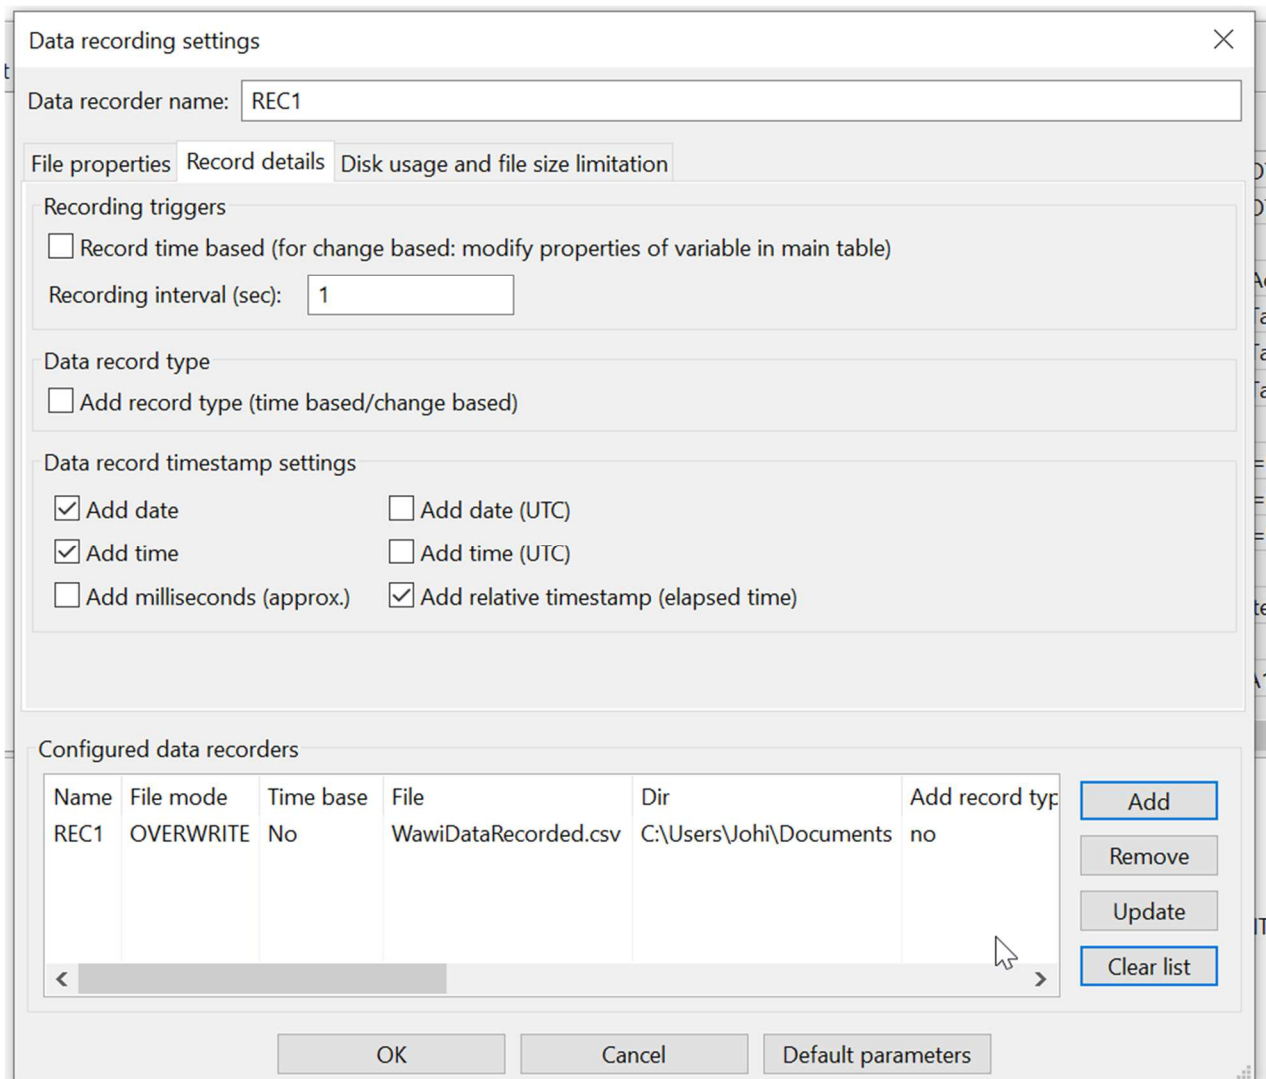 Data recording settings
Data recorder name: REC1
File properties Record details Disk usage and file size limitation
Recording triggers
Record time based (for change based: modify properties of variable in main table)
Recording interval (sec): 1
Data record type
Add record type (time based/change based)
Data record timestamp settings
Add date Add date (UTC)
Add time Add time (UTC)
Add milliseconds (approx.) Add relative timestamp (elapsed time)
Configured data recorders
Name File mode Time base File Dir Add record typ
REC1 OVERWRITE No WawiDataRecorded.csv C:\Users\Johi\Documents no
Add
Remove
Update
Clear list
OK Cancel Default parameters